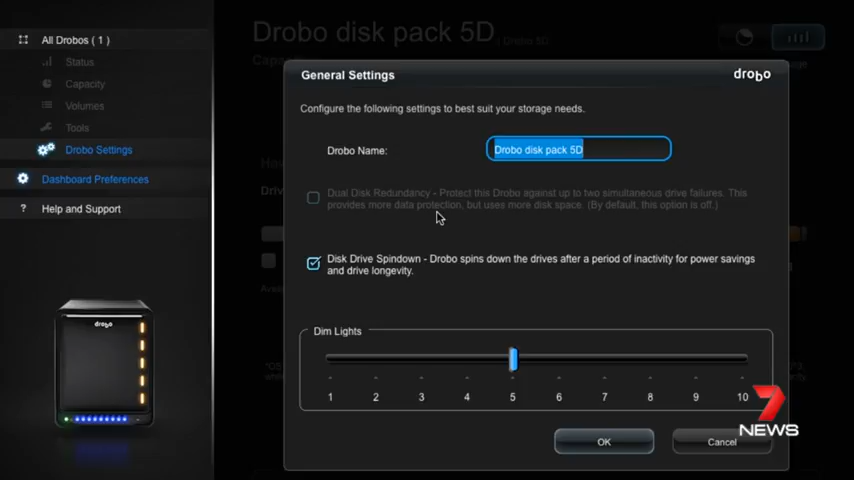 All Drobos ( 1 )
Status
Capacity
Volumes
Tools
Drobo Settings
Dashboard Preferences
? Help and Support
drobo
Drobo disk pack 5D
Drobo 5D
General Settings
drobo
Configure the following settings to best suit your storage needs.
Drobo Name:
Drobo disk pack 5D
Dual Disk Redundancy - Protect this Drobo against up to two simultaneous drive failures. This
provides more data protection, but uses more disk space. (By default, this option is off.)
Disk Drive Spindown - Drobo spins down the drives after a period of inactivity for power savings
and drive longevity.
Dim Lights
1 2 3 4 5 6 7 8 9 10
OK
Cancel
7
NEWS